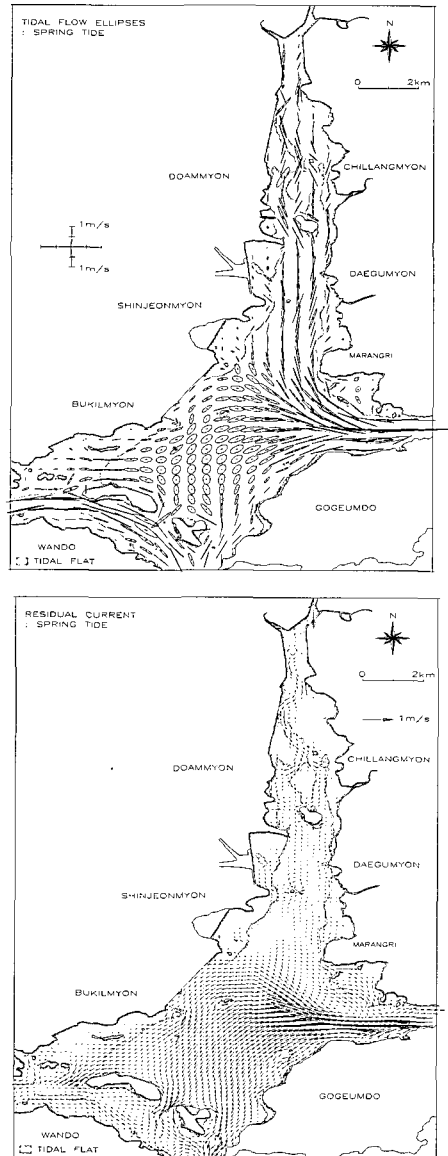 TIDAL FLOW ELLIPSES
: SPRING TIDE
N
0 2km
DOAMMYON
CHILLANGMYON
1m/s
1m/s
DAEGUMYON
SHINJEONMYON
MARANGRI
BUKILMYON
GOGEUMDO
WANDO
TIDAL FLAT
RESIDUAL CURRENT
: SPRING TIDE
N
0 2km
1m/s
DOAMMYON
CHILLANGMYON
DAEGUMYON
SHINJEONMYON
MARANGRI
BUKILMYON
GOGEUMDO
WANDO
TIDAL FLAT